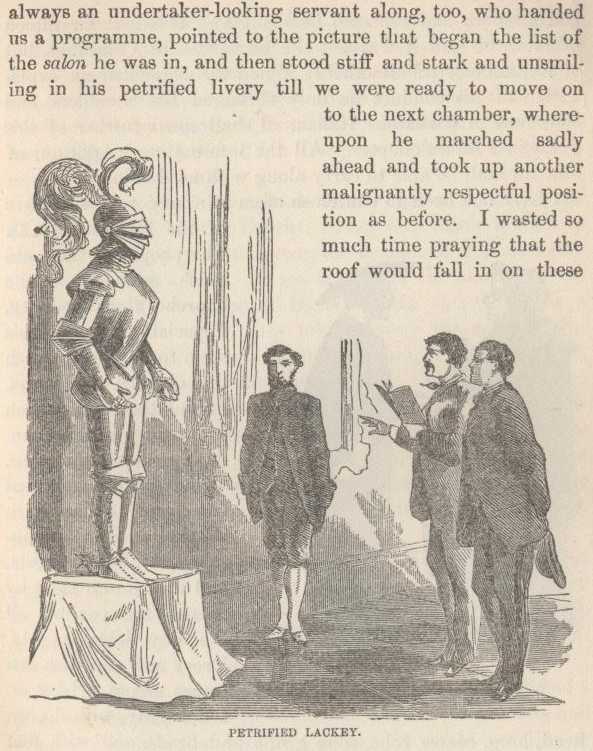 always an undertaker-looking servant along, too, who handed
us a programme, pointed to the picture that began the list of
the salon he was in, and then stood stiff and stark and unsmil-
ing in his petrified livery till we were ready to move on
to the next chamber, where-
upon he marched sadly
ahead and took up another
malignantly respectful posi-
tion as before. I wasted so
much time praying that the
roof would fall in on these
PETRIFIED LACKEY.